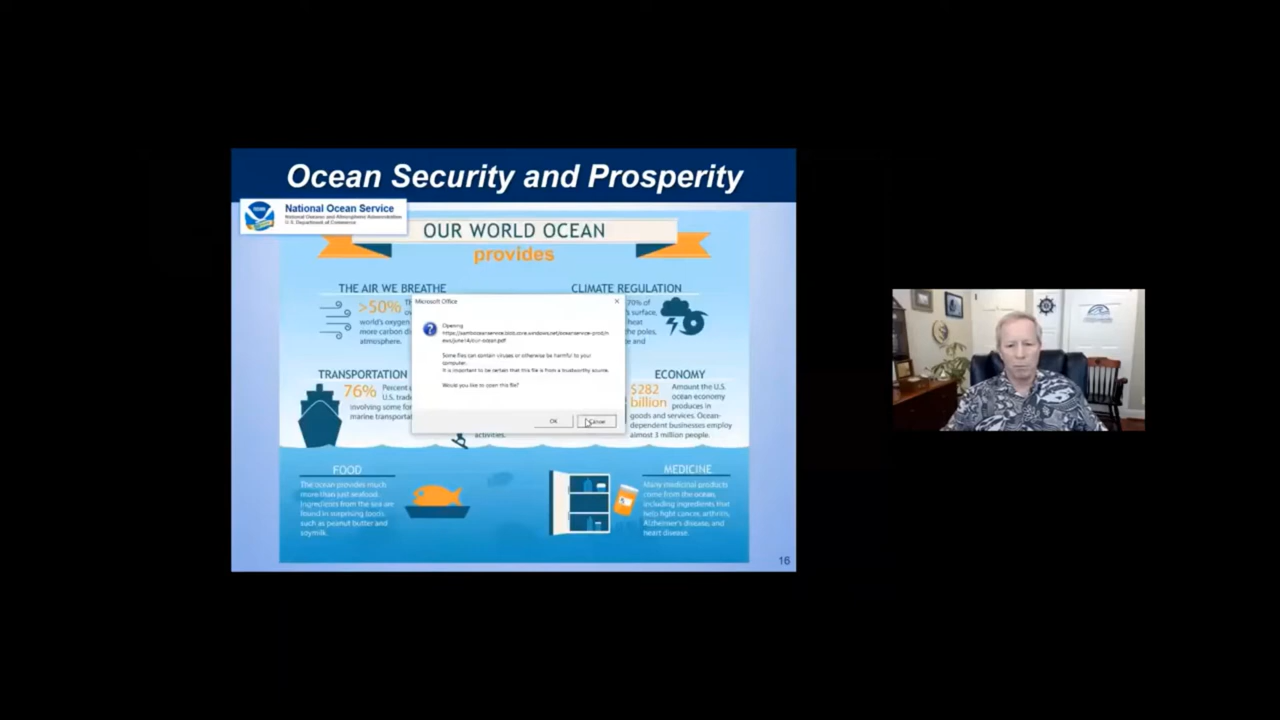 Ocean Security and Prosperity
National Ocean Service
National Oceanic and Atmospheric Administration
U.S. Department of Commerce
OUR WORLD OCEAN
provides
THE AIR WE BREATHE
>50%
world's oxygen
more carbon di
atmosphere.
CLIMATE REGULATION
70% of
surface,
heat
the poles,
and
Microsoft Office
Opening
Some files can contain viruses or otherwise be harmful to your
computer.
It is important to be certain that this file is from a trustworthy source.
Would you like to open this file?
OK
Cancel
TRANSPORTATION
76% Percent
U.S. trad
involving some fo
marine transportat
activities.
ECONOMY
$282
billion
Amount the U.S.
ocean economy
produces in
goods and services. Ocean-
dependent businesses employ
almost 3 million people.
FOOD
The ocean provides much
more than just seafood.
Ingredients from the sea are
found in surprising foods
such as peanut butter and
soymilk.
MEDICINE
Many medicinal products
come from the ocean,
including ingredients that
help fight cancer, arthritis,
Alzheimer's disease, and
heart disease.
16